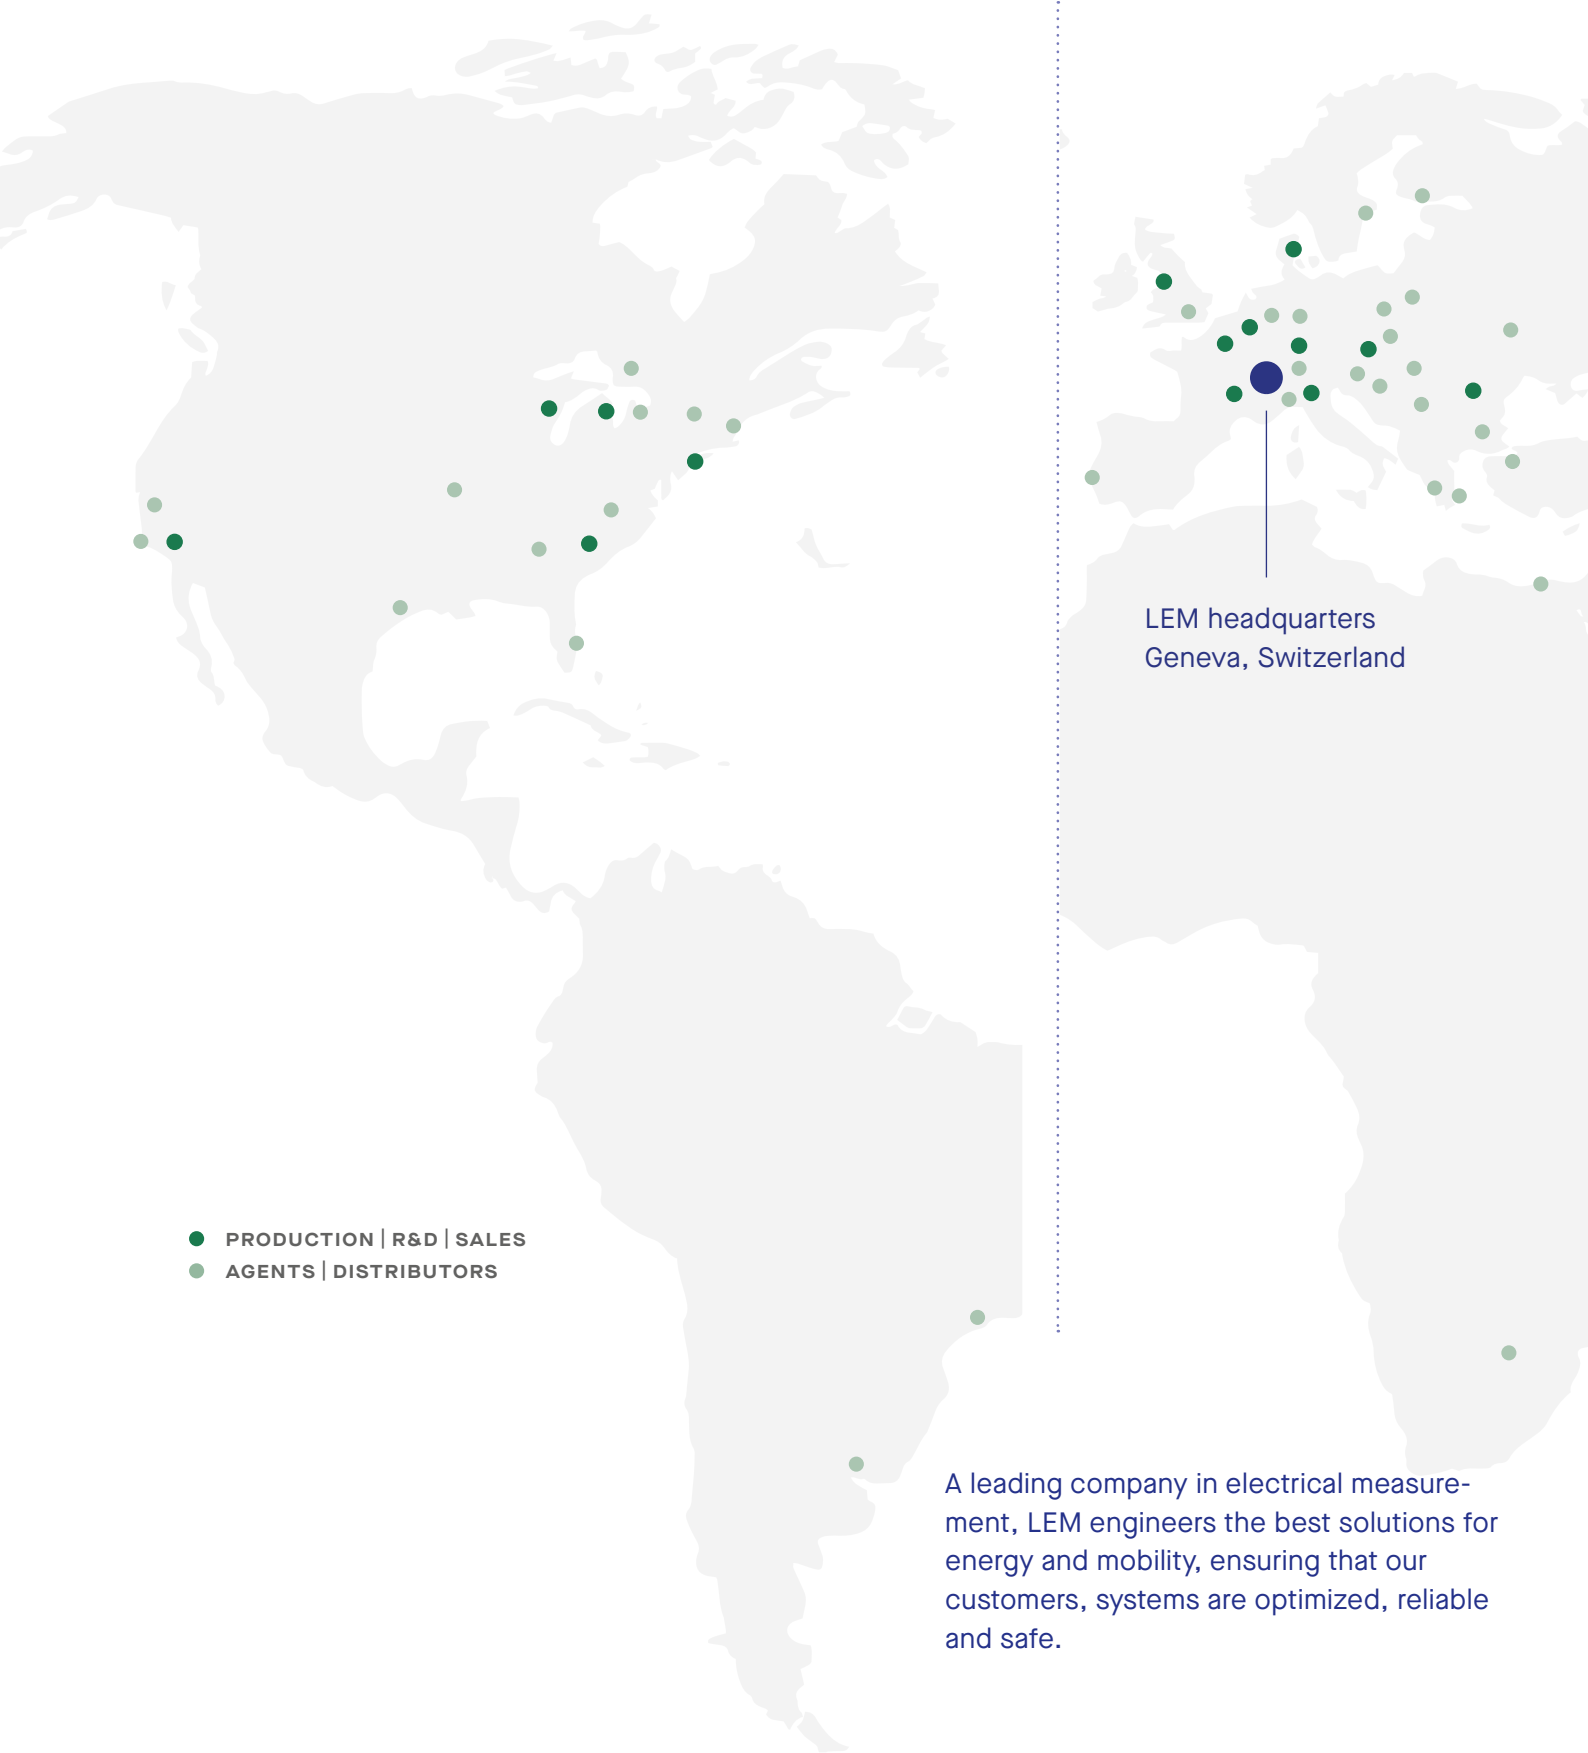 LEM headquarters
Geneva, Switzerland
PRODUCTION | R&D | SALES
AGENTS | DISTRIBUTORS
A leading company in electrical measure-
ment, LEM engineers the best solutions for
energy and mobility, ensuring that our
customers, systems are optimized, reliable
and safe.